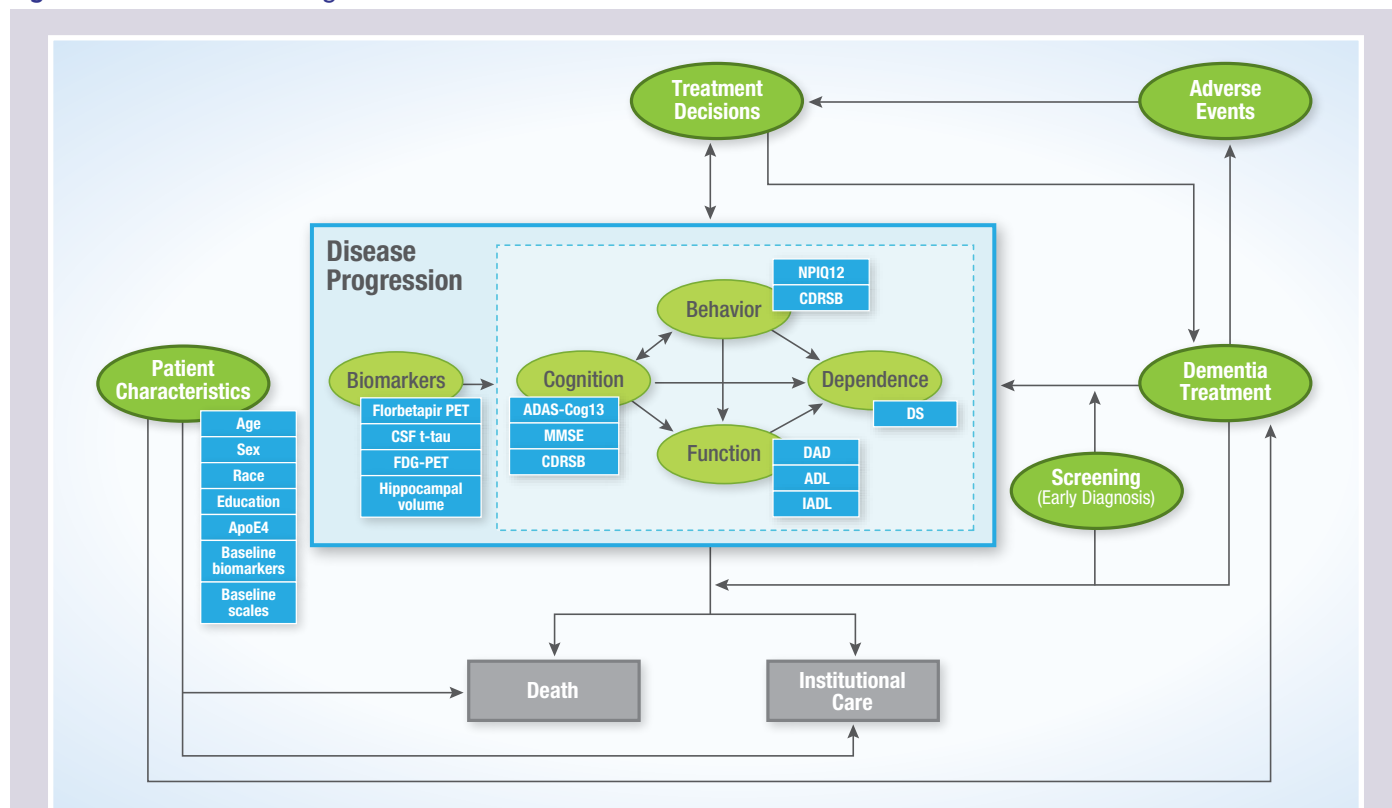 Treatment
Decisions
Adverse
Events
Disease
Progression
NPIQ12
CDRSB
Behavior
Patient
Characteristics
Biomarkers
Cognition
Dependence
Dementia
Treatment
Age
Sex
Race
Education
ApoE4
Baseline
biomarkers
Baseline
scales
Florbetapir PET
CSF t-tau
FDG-PET
Hippocampal
volume
ADAS-Cog13
MMSE
CDRSB
Function
DS
DAD
ADL
IADL
Screening
(Early Diagnosis)
Death
Institutional
Care